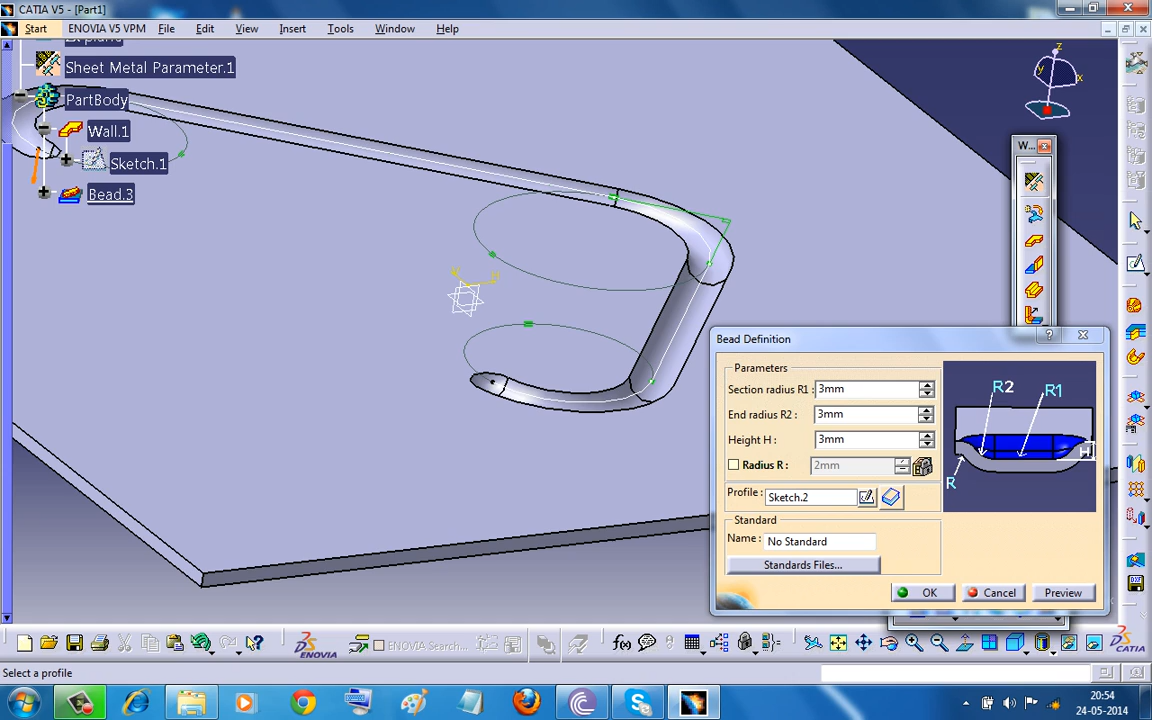 CATIA V5 - [Part1]
Start ENOVIA V5 VPM File Edit View Insert Tools Window Help
Sheet Metal Parameter.1
PartBody
Wall.1
Sketch.1
Bead.3
z
y
x
W...
Bead Definition
Parameters
Section radius R1: 3mm
End radius R2: 3mm
Height H: 3mm
Radius R: 2mm
Profile: Sketch.2
Standard
Name: No Standard
Standards Files...
R2 R1
H
R
OK Cancel Preview
ENOVIA
ENOVIA Search...
f(x)
CATIA
Select a profile
20:54
24-05-2014